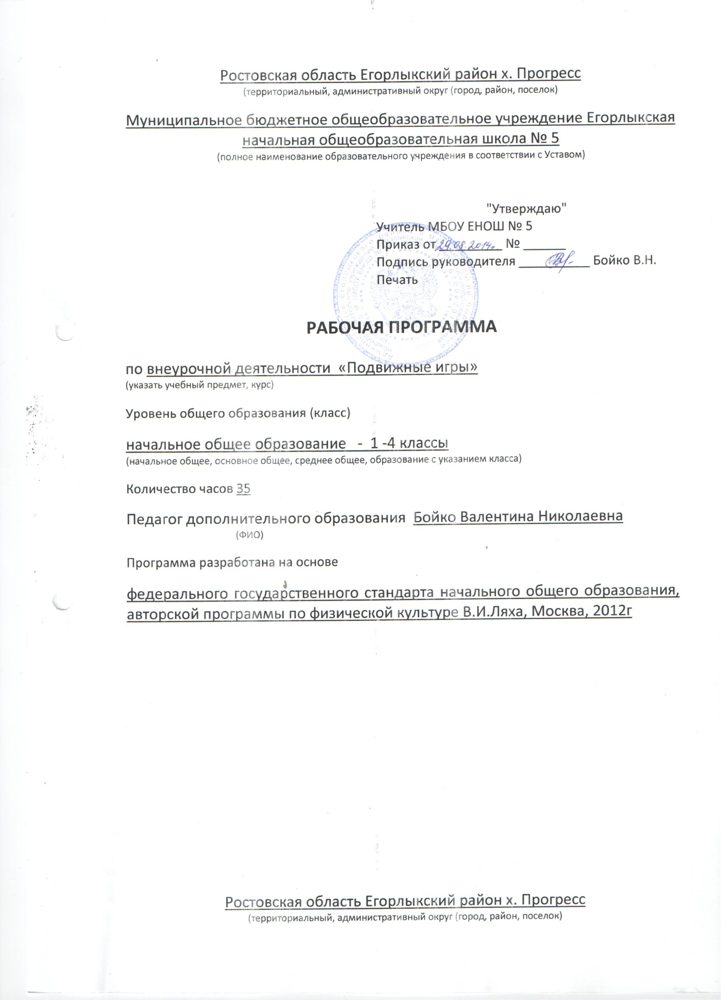 Ростовская область Егорлыкский район х. Прогресс
(территориальный, административный округ (город, район, поселок)
Муниципальное бюджетное общеобразовательное учреждение Егорлыкская
начальная общеобразовательная школа № 5
(полное наименование образовательного учреждения в соответствии с Уставом)
"Утверждаю"
Учитель МБОУ ЕНОШ № 5
Приказ от 29.08.2014г. № ______
Подпись руководителя __________ Бойко В.Н.
Печать
РАБОЧАЯ ПРОГРАММА
по внеурочной деятельности «Подвижные игры»
(указать учебный предмет, курс)
Уровень общего образования (класс)
начальное общее образование - 1 -4 классы
(начальное общее, основное общее, среднее общее, образование с указанием класса)
Количество часов 35
Педагог дополнительного образования Бойко Валентина Николаевна
(ФИО)
Программа разработана на основе
федерального государственного стандарта начального общего образования,
авторской программы по физической культуре В.И.Ляха, Москва, 2012г
Ростовская область Егорлыкский район х. Прогресс
(территориальный, административный округ (город, район, поселок)